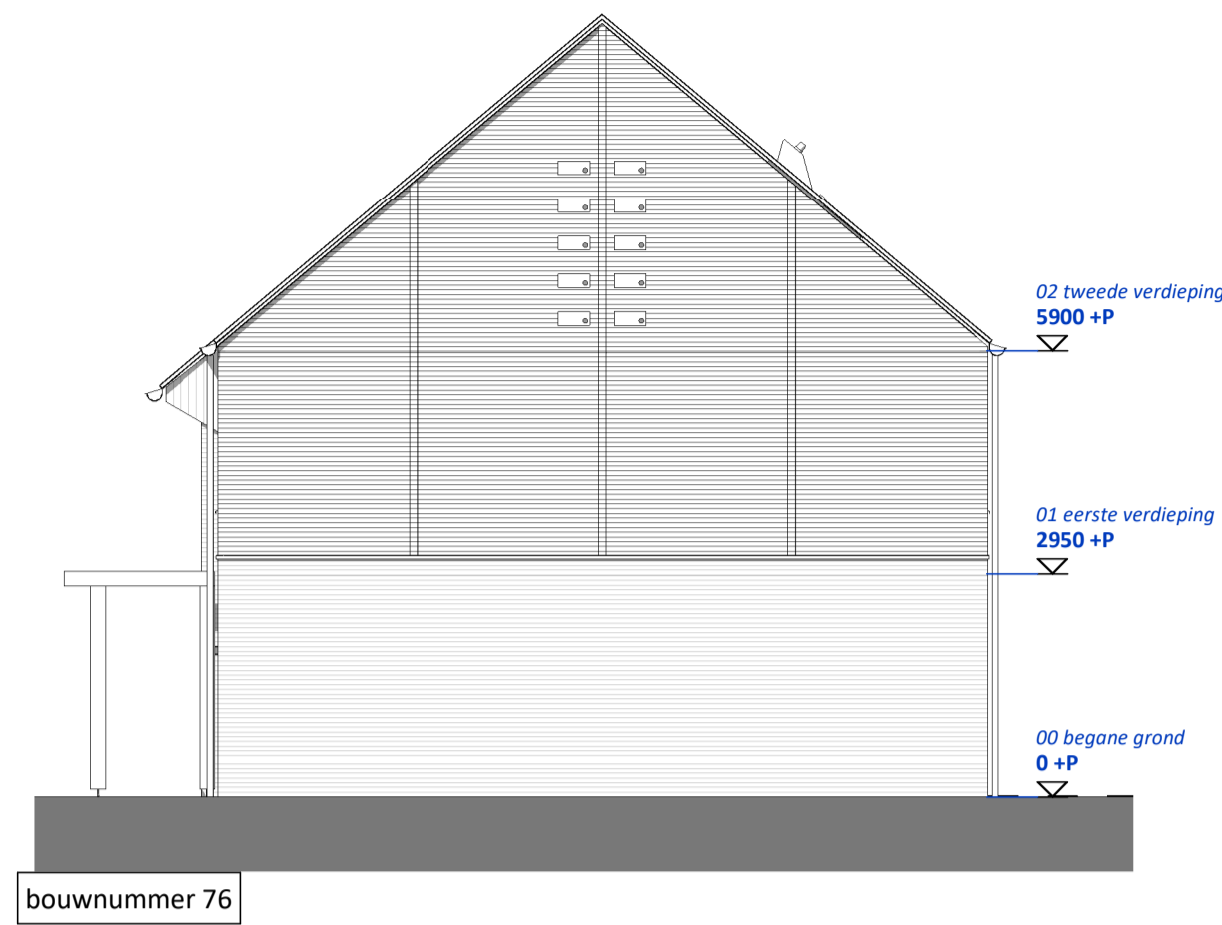 02 tweede verdieping
5900 +P
01 eerste verdieping
2950 +P
00 begane grond
0 +P
bouwnummer 76